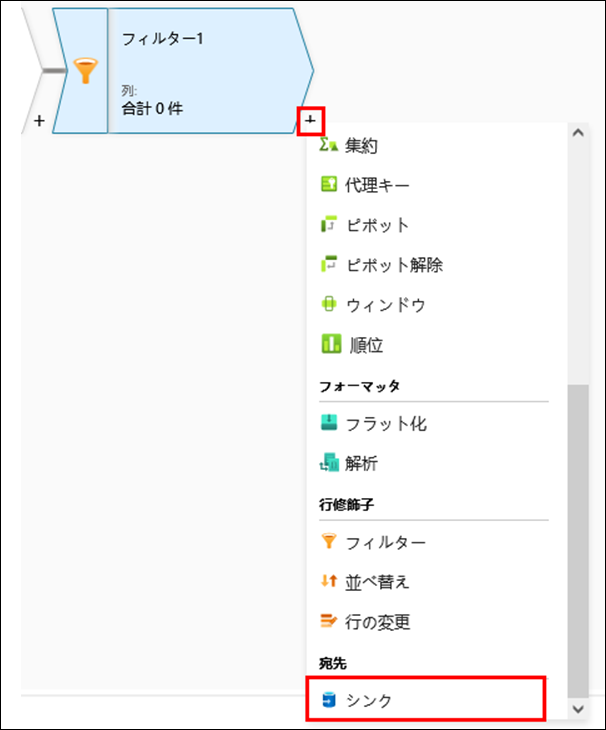 フィルター1
列:
合計 0 件
+
+
集約
代理キー
ピボット
ピボット解除
ウィンドウ
順位
フォーマッタ
フラット化
解析
行修飾子
フィルター
並べ替え
行の変更
宛先
シンク